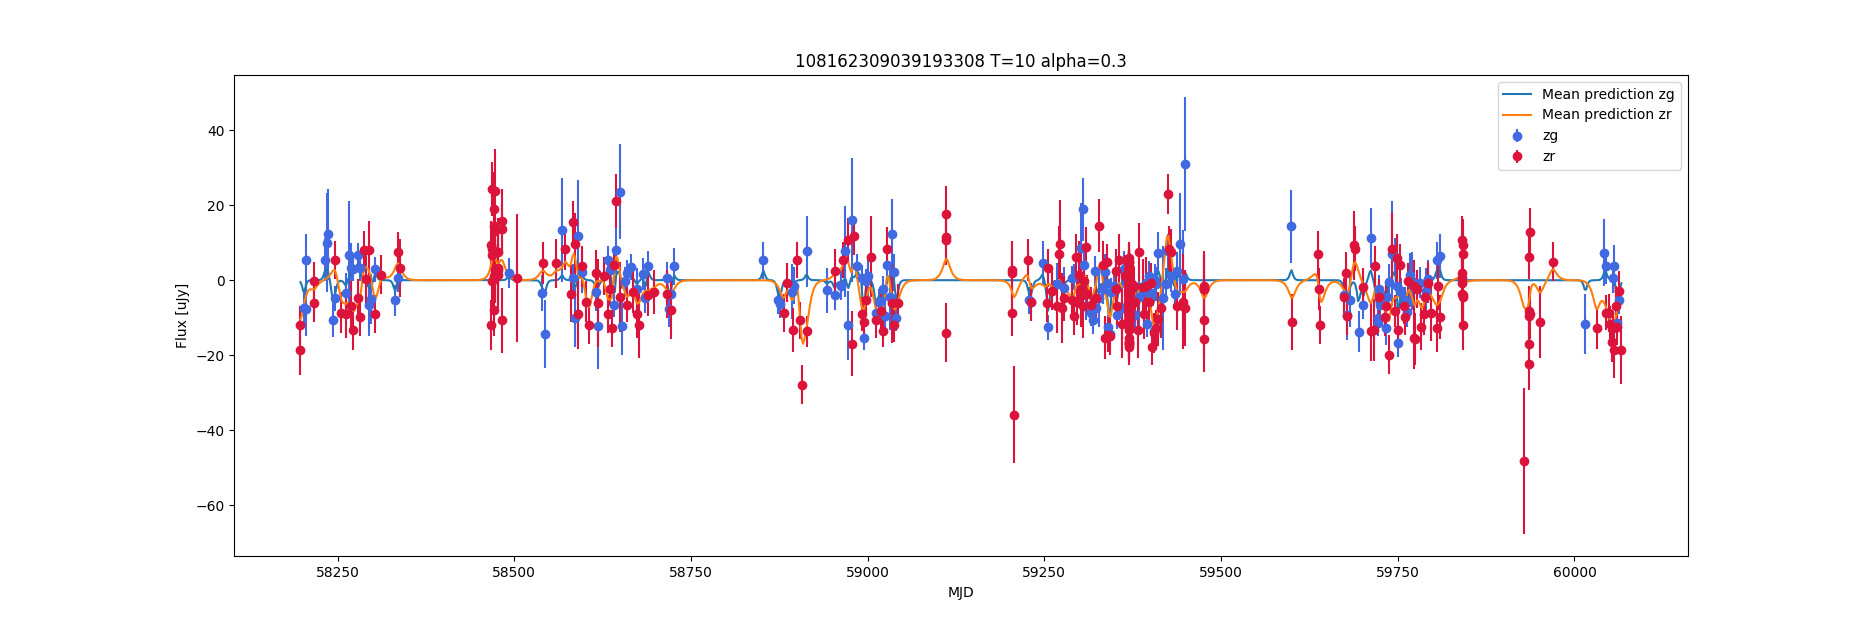 108162309039193308 T=10 alpha=0.3
Mean prediction zg
Mean prediction zr
zg
zr
Flux [uJy]
40
20
0
−20
−40
−60
58250 58500 58750 59000 59250 59500 59750 60000
MJD